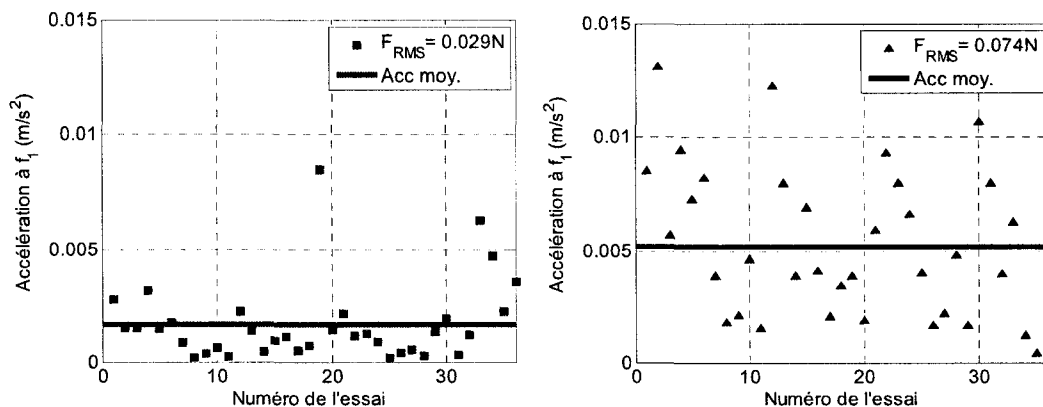 0.015
F_RMS= 0.029N
Acc moy.
0.01
0.005
0
Accélération à f_1 (m/s²)
0
10
20
30
Numéro de l'essai
0.015
F_RMS= 0.074N
Acc moy.
0.01
0.005
0
Accélération à f_1 (m/s²)
0
10
20
30
Numéro de l'essai